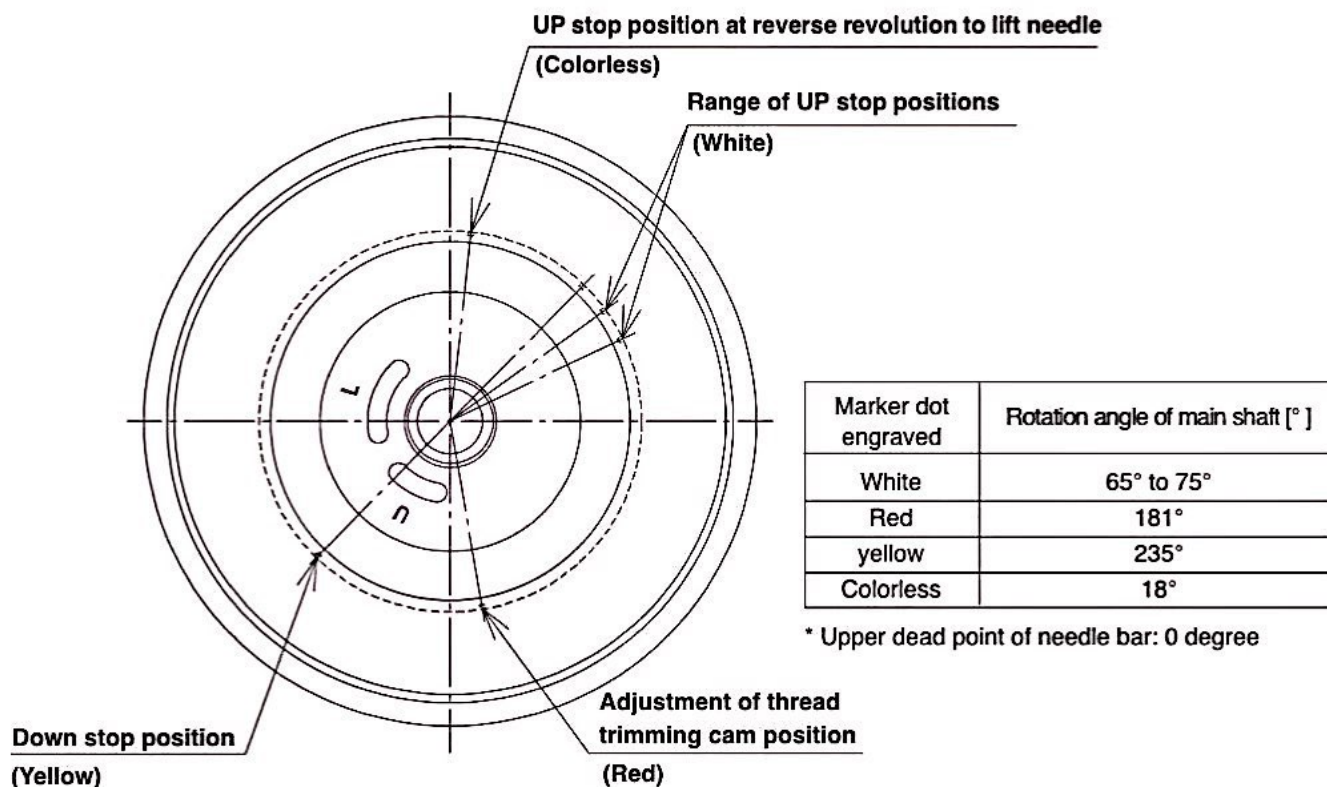 UP stop position at reverse revolution to lift needle
(Colorless)
Range of UP stop positions
(White)
L
U
Marker dot engraved | Rotation angle of main shaft [° ]
White | 65° to 75°
Red | 181°
yellow | 235°
Colorless | 18°
* Upper dead point of needle bar: 0 degree
Adjustment of thread
trimming cam position
(Red)
Down stop position
(Yellow)